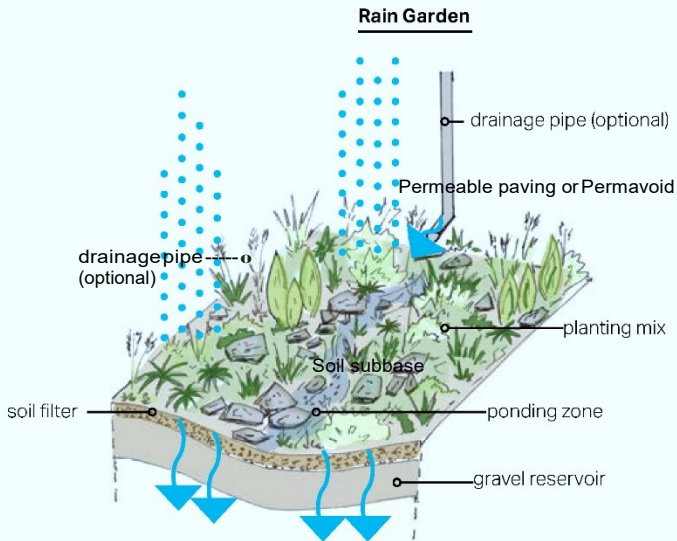 Rain Garden
drainage pipe (optional)
Permeable paving or Permavoid
drainage pipe
(optional)
planting mix
Soil subbase
soil filter
ponding zone
gravel reservoir